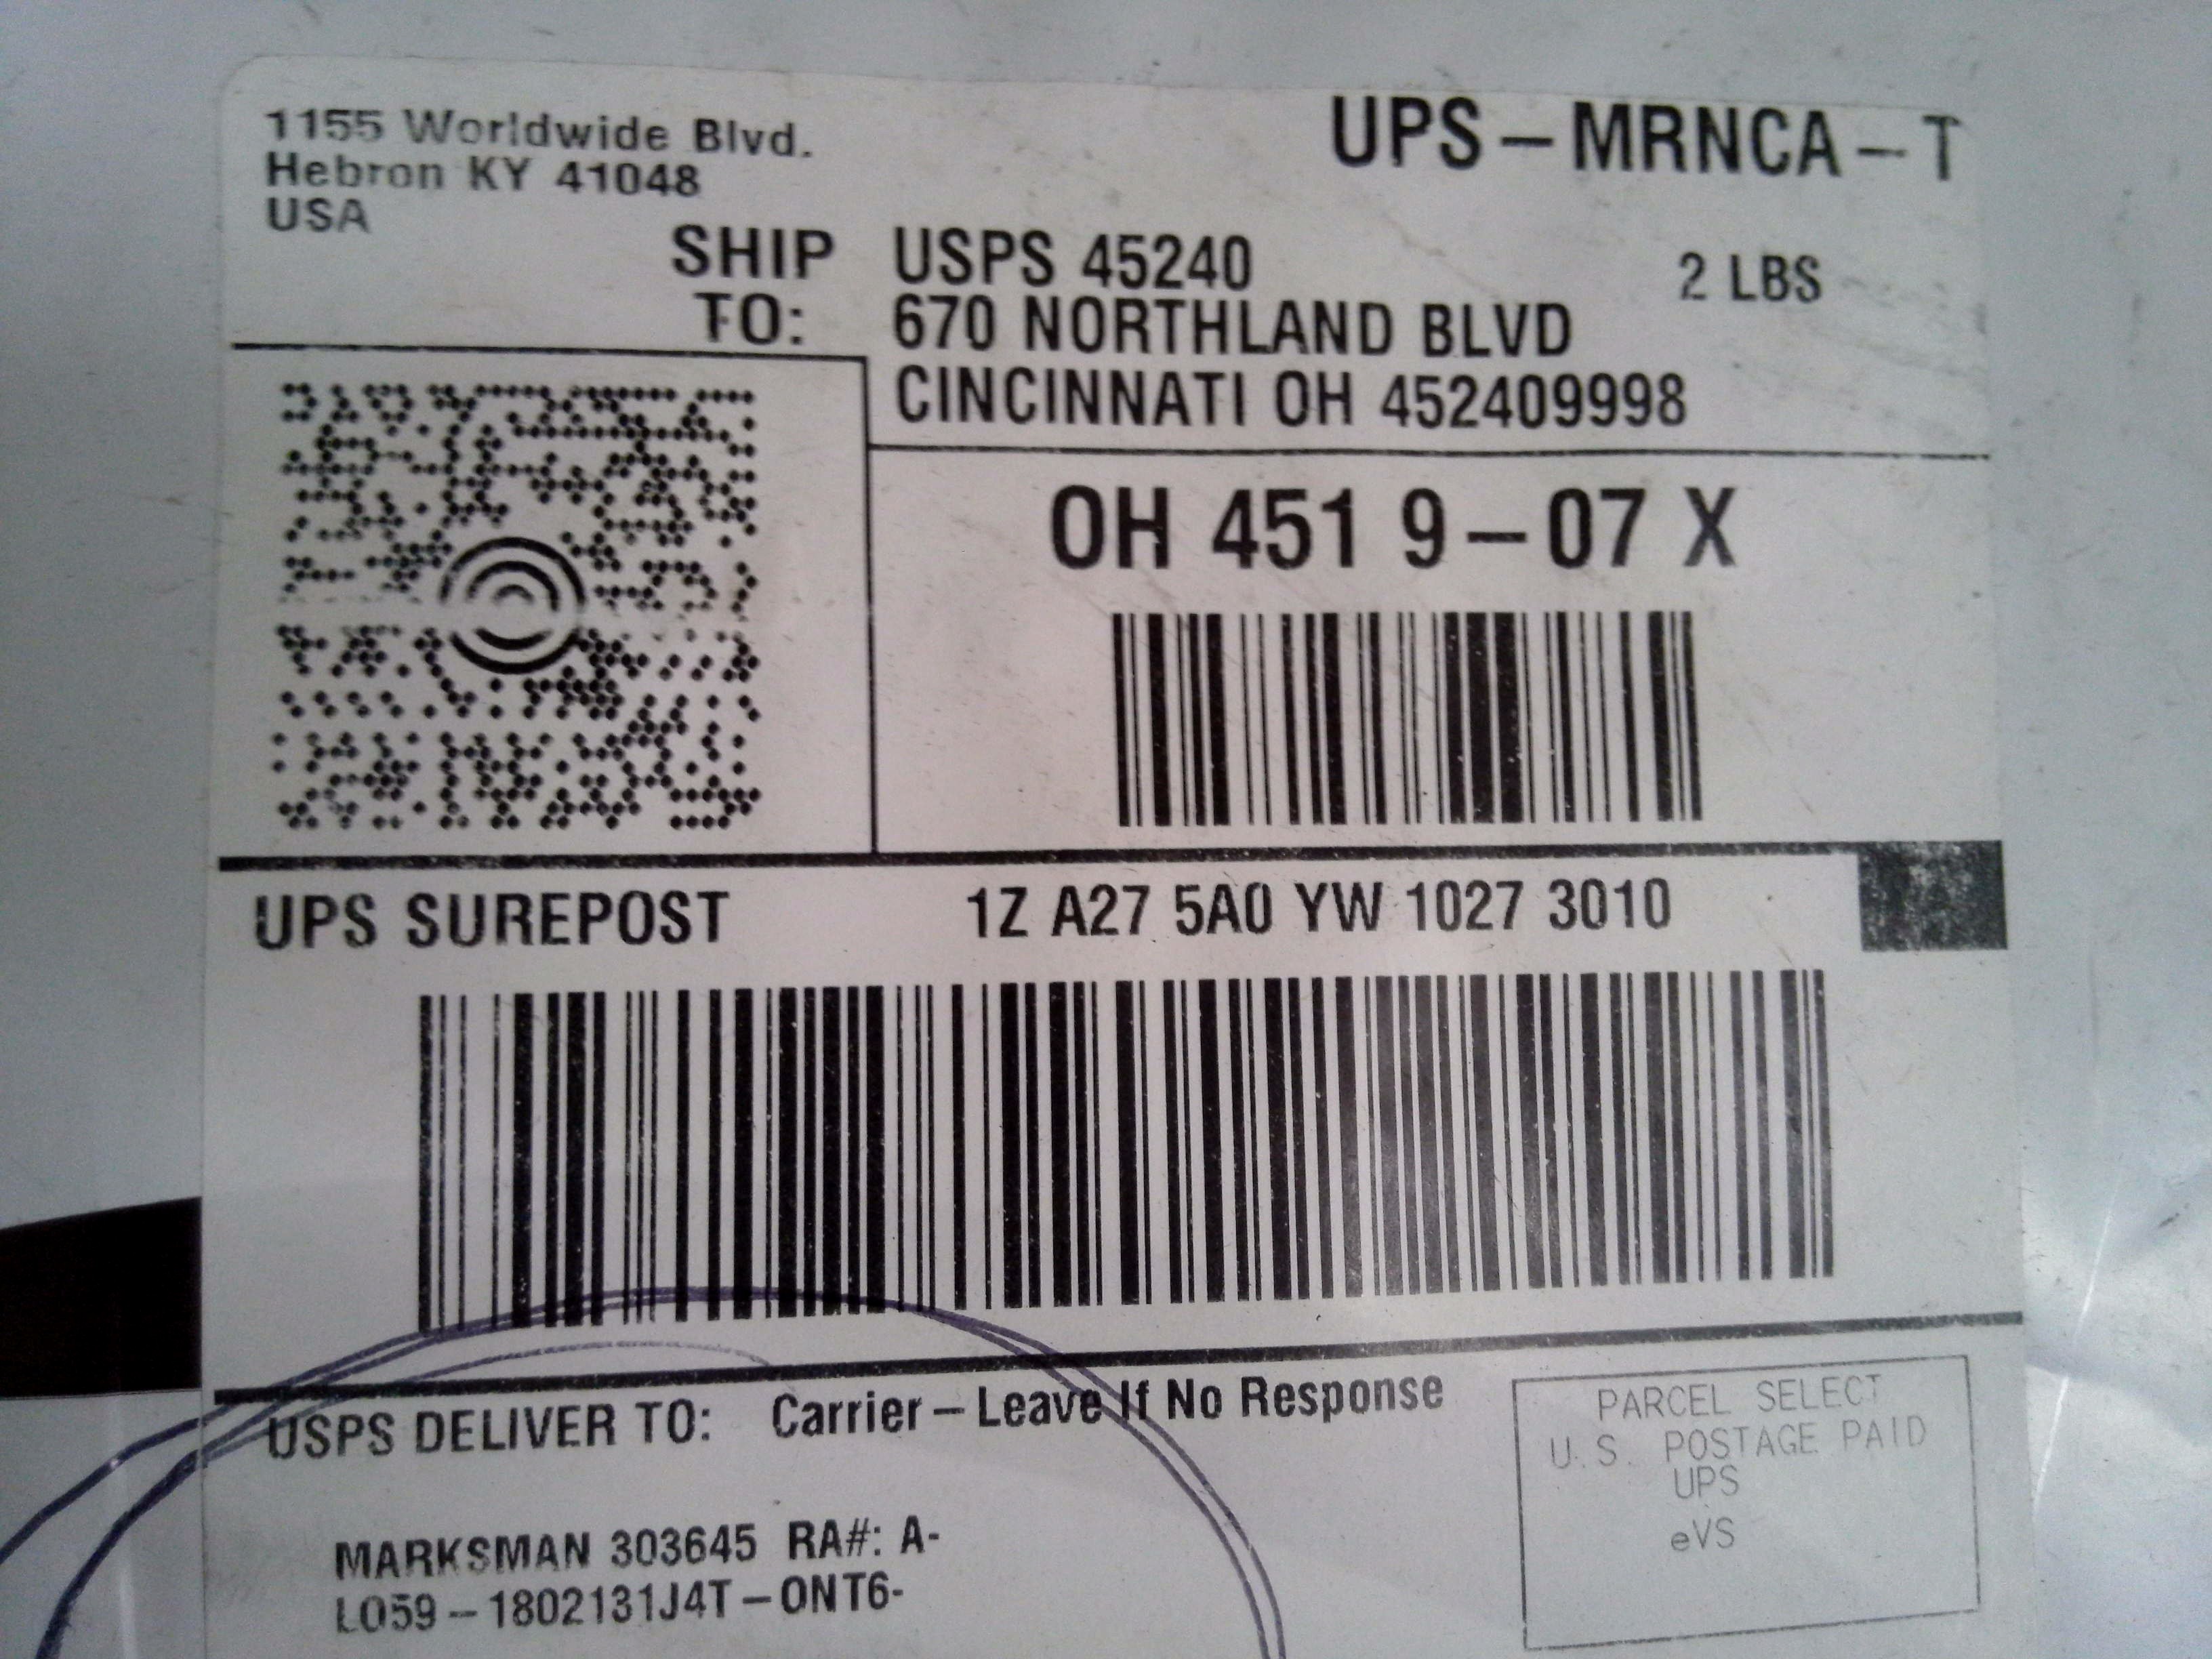 1155 Worldwide Blvd.
Hebron KY 41048
USA
UPS – MRNCA – T
SHIP TO:
USPS 45240
2 LBS
670 NORTHLAND BLVD
CINCINNATI OH 452409998
OH 451 9 – 07 X
UPS SUREPOST
1Z A27 5A0 YW 1027 3010
USPS DELIVER TO:
Carrier – Leave If No Response
MARKSMAN 303645 RA#: A-
LO59 – 1802131J4T – ONT6-
PARCEL SELECT
U.S. POSTAGE PAID
UPS
eVS